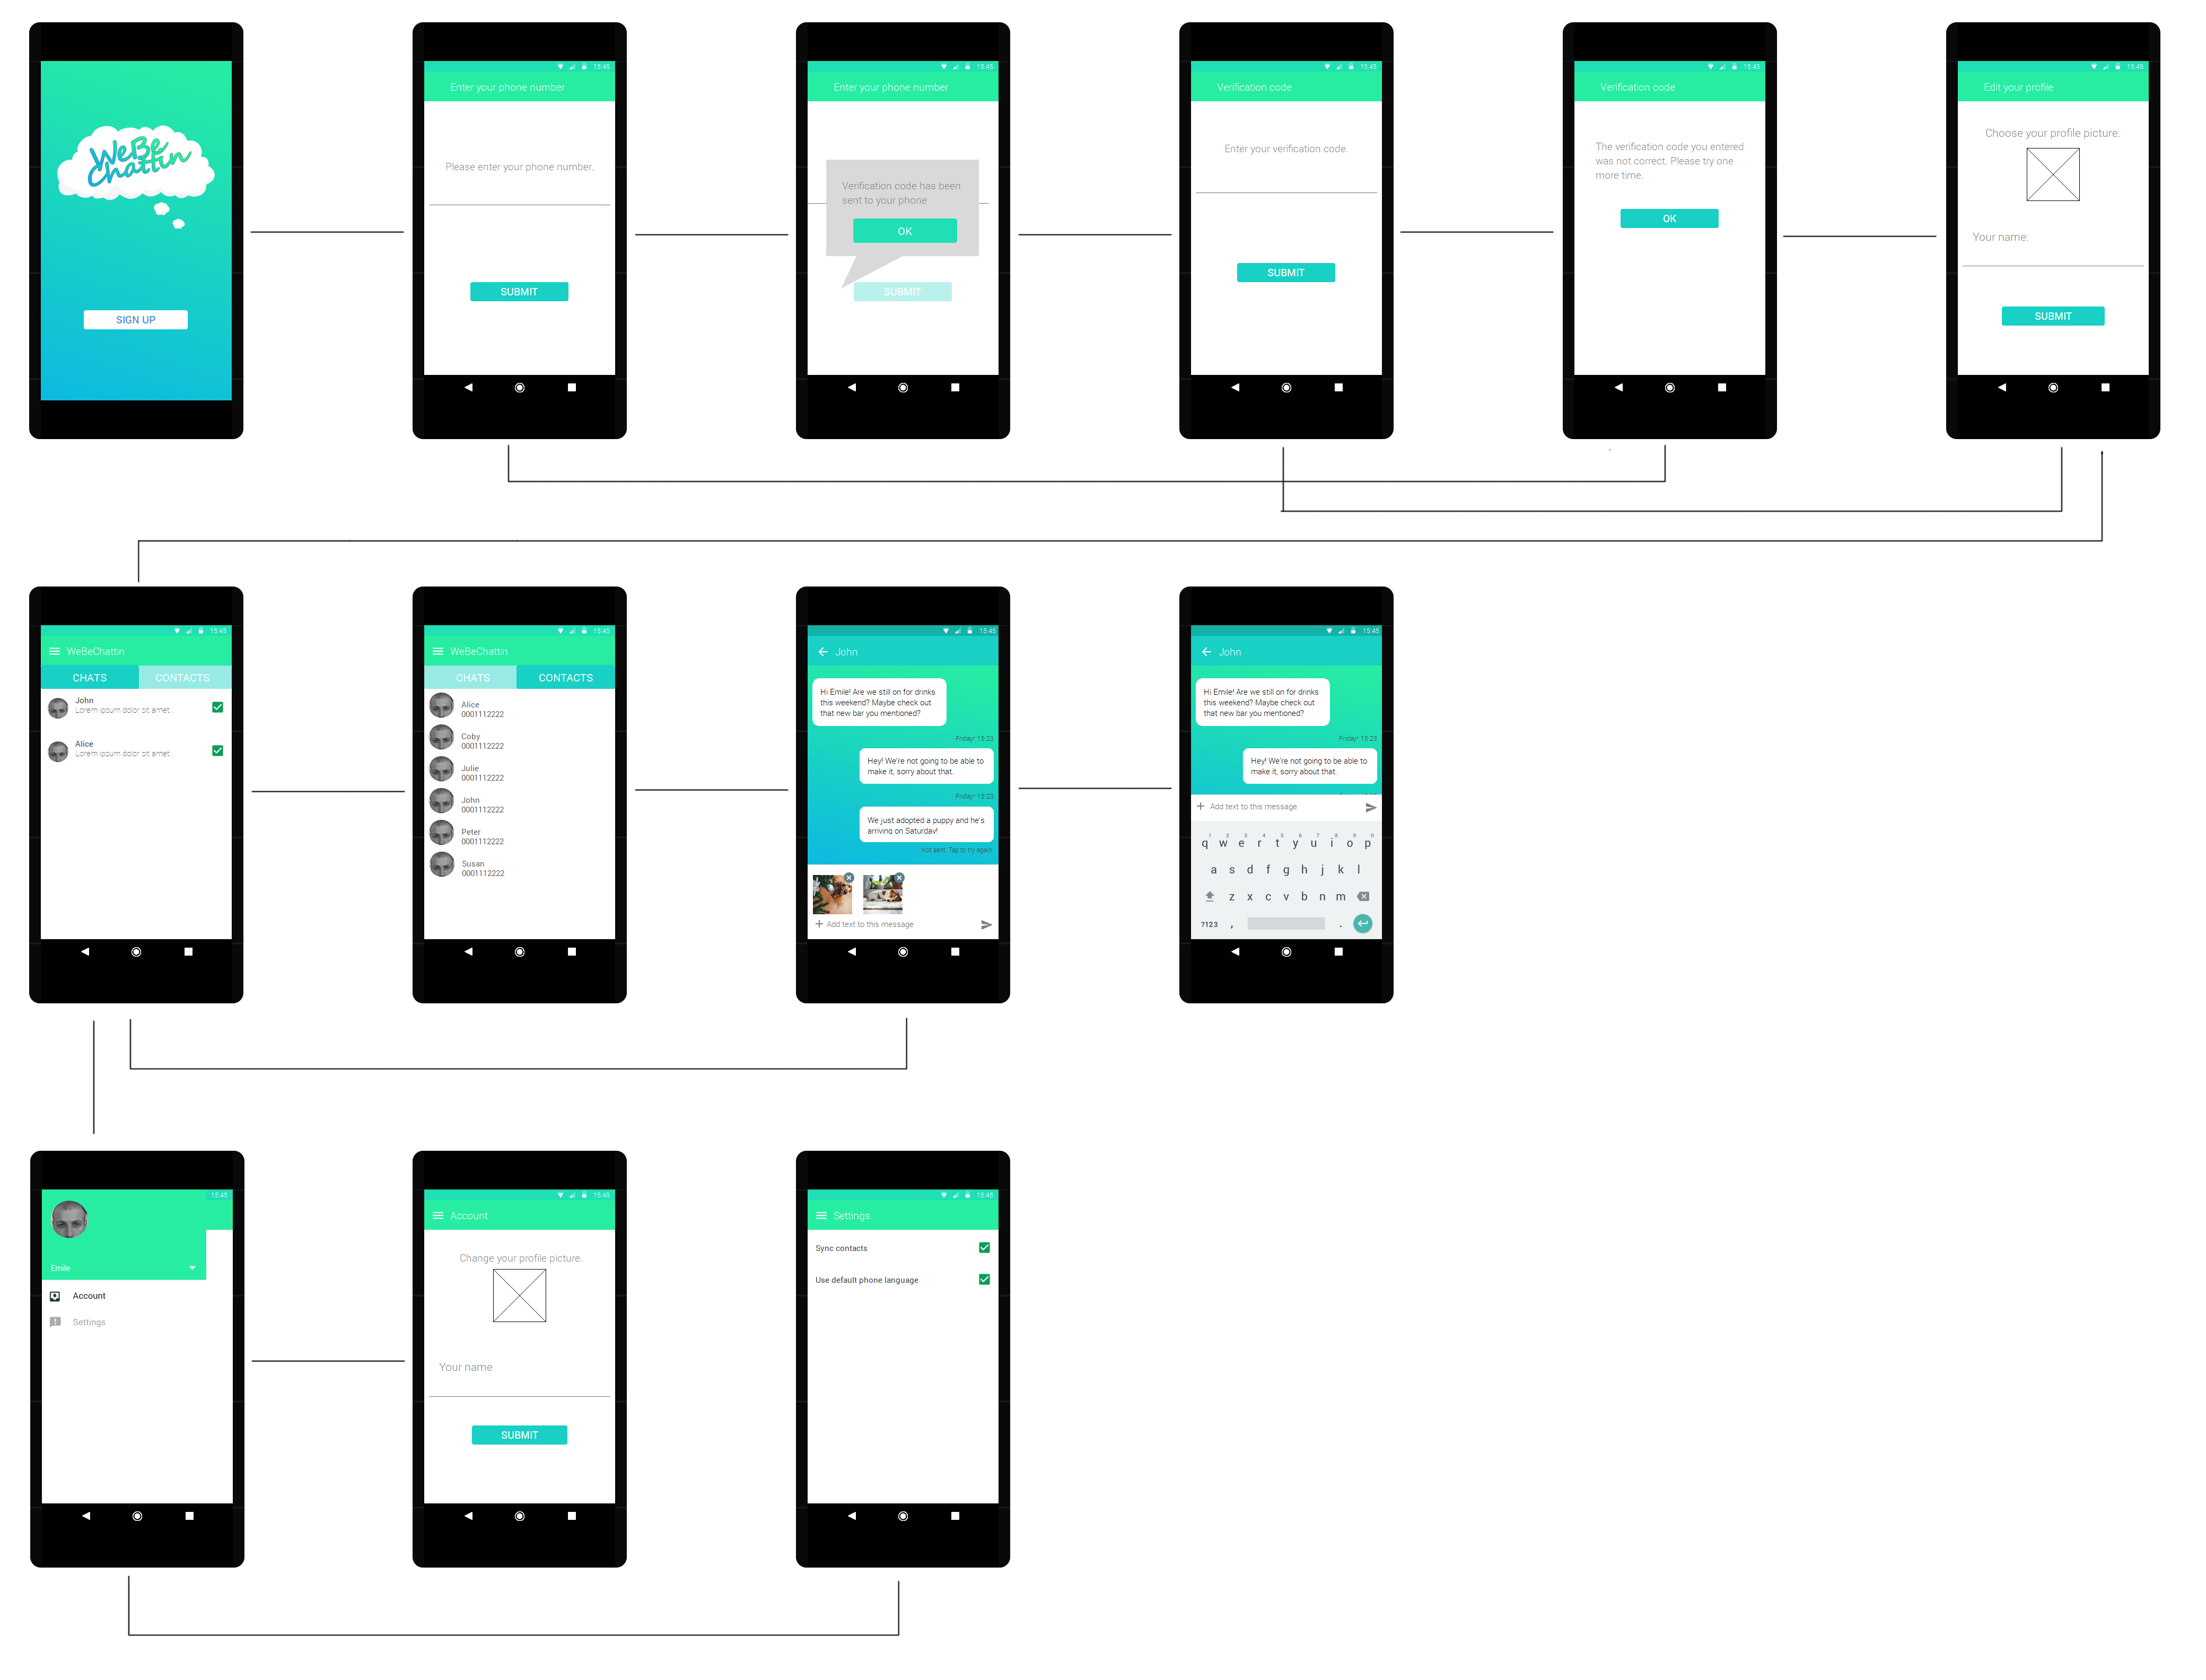 WeBe
Chattin
SIGN UP
15:45
Enter your phone number
Please enter your phone number.
SUBMIT
15:45
Enter your phone number
Verification code has been
sent to your phone
OK
SUBMIT
15:45
Verification code
Enter your verification code.
SUBMIT
15:45
Verification code
The verification code you entered
was not correct. Please try one
more time.
OK
15:45
Edit your profile
Choose your profile picture.
Your name:
SUBMIT
15:45
WeBeChattin
CHATS CONTACTS
John
Lorem ipsum dolor sit amet...
Alice
Lorem ipsum dolor sit amet...
15:45
WeBeChattin
CHATS CONTACTS
Alice
0001112222
Coby
0001112222
Julie
0001112222
John
0001112222
Peter
0001112222
Susan
0001112222
15:45
John
Hi Emile! Are we still on for drinks
this weekend? Maybe check out
that new bar you mentioned?
Friday• 15:23
Hey! We're not going to be able to
make it, sorry about that.
Friday• 15:23
We just adopted a puppy and he's
arriving on Saturday!
Not sent. Tap to try again
Add text to this message
15:45
John
Hi Emile! Are we still on for drinks
this weekend? Maybe check out
that new bar you mentioned?
Friday• 15:23
Hey! We're not going to be able to
make it, sorry about that.
Add text to this message
1 2 3 4 5 6 7 8 9 0
q w e r t y u i o p
a s d f g h j k l
z x c v b n m
?123 , .
15:45
Emile
Account
Settings
15:45
Account
Change your profile picture.
Your name
SUBMIT
15:45
Settings
Sync contacts
Use default phone language